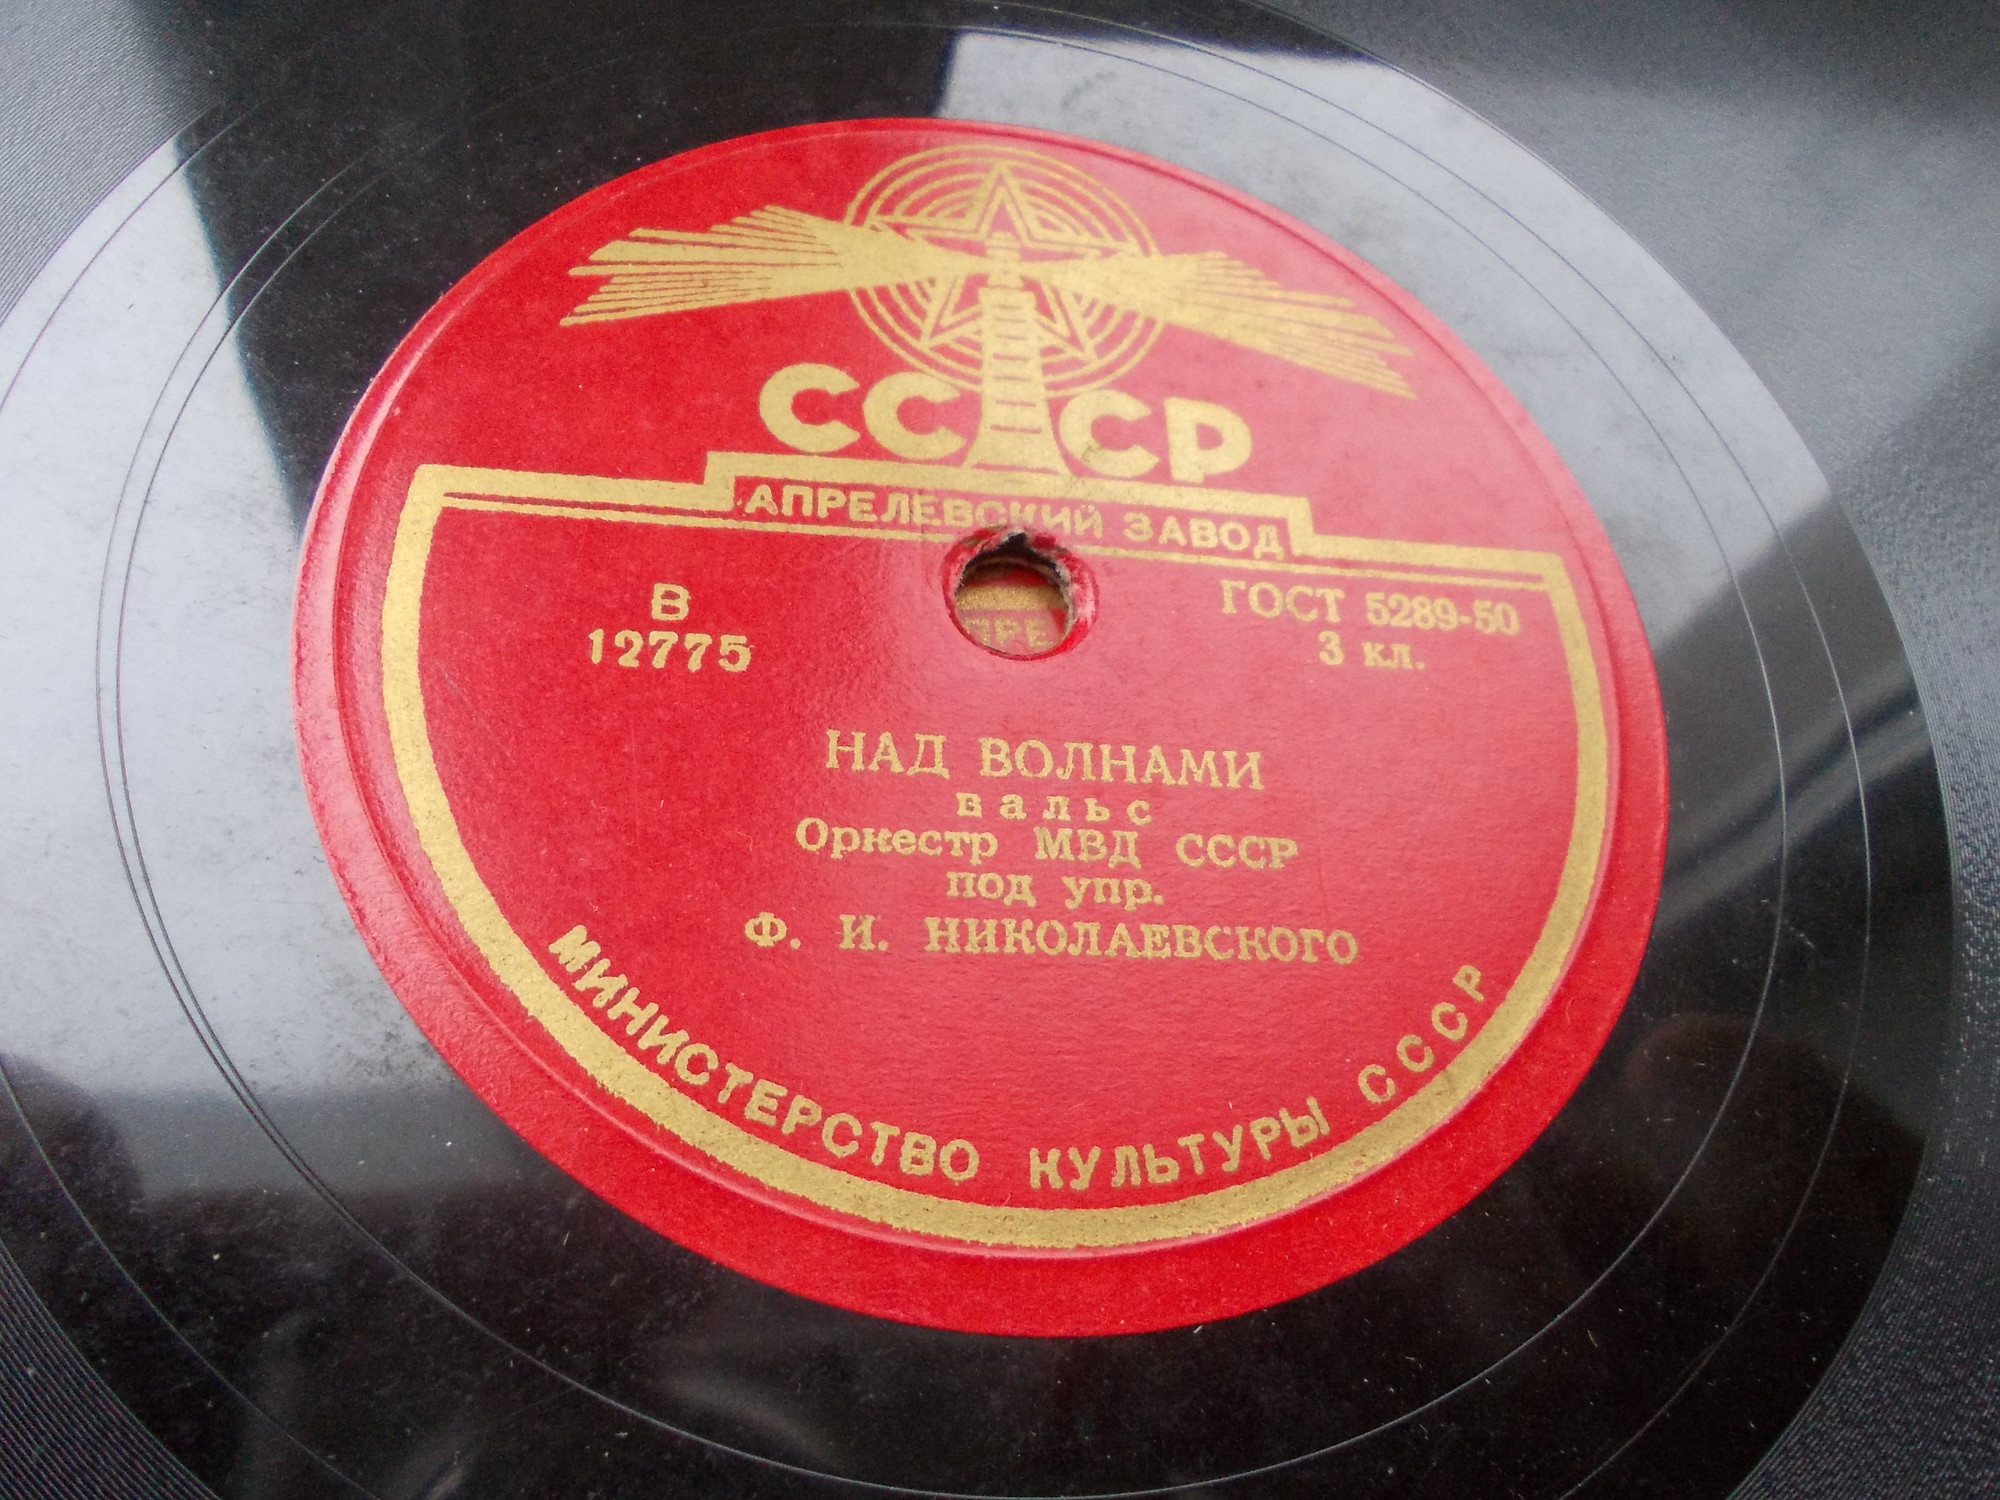 СССР
АПРЕЛЕВСКИЙ ЗАВОД
В
12775
ГОСТ 5289-50
3 кл.
НАД ВОЛНАМИ
вальс
Оркестр МВД СССР
под упр.
Ф. И. НИКОЛАЕВСКОГО
МИНИСТЕРСТВО КУЛЬТУРЫ СССР